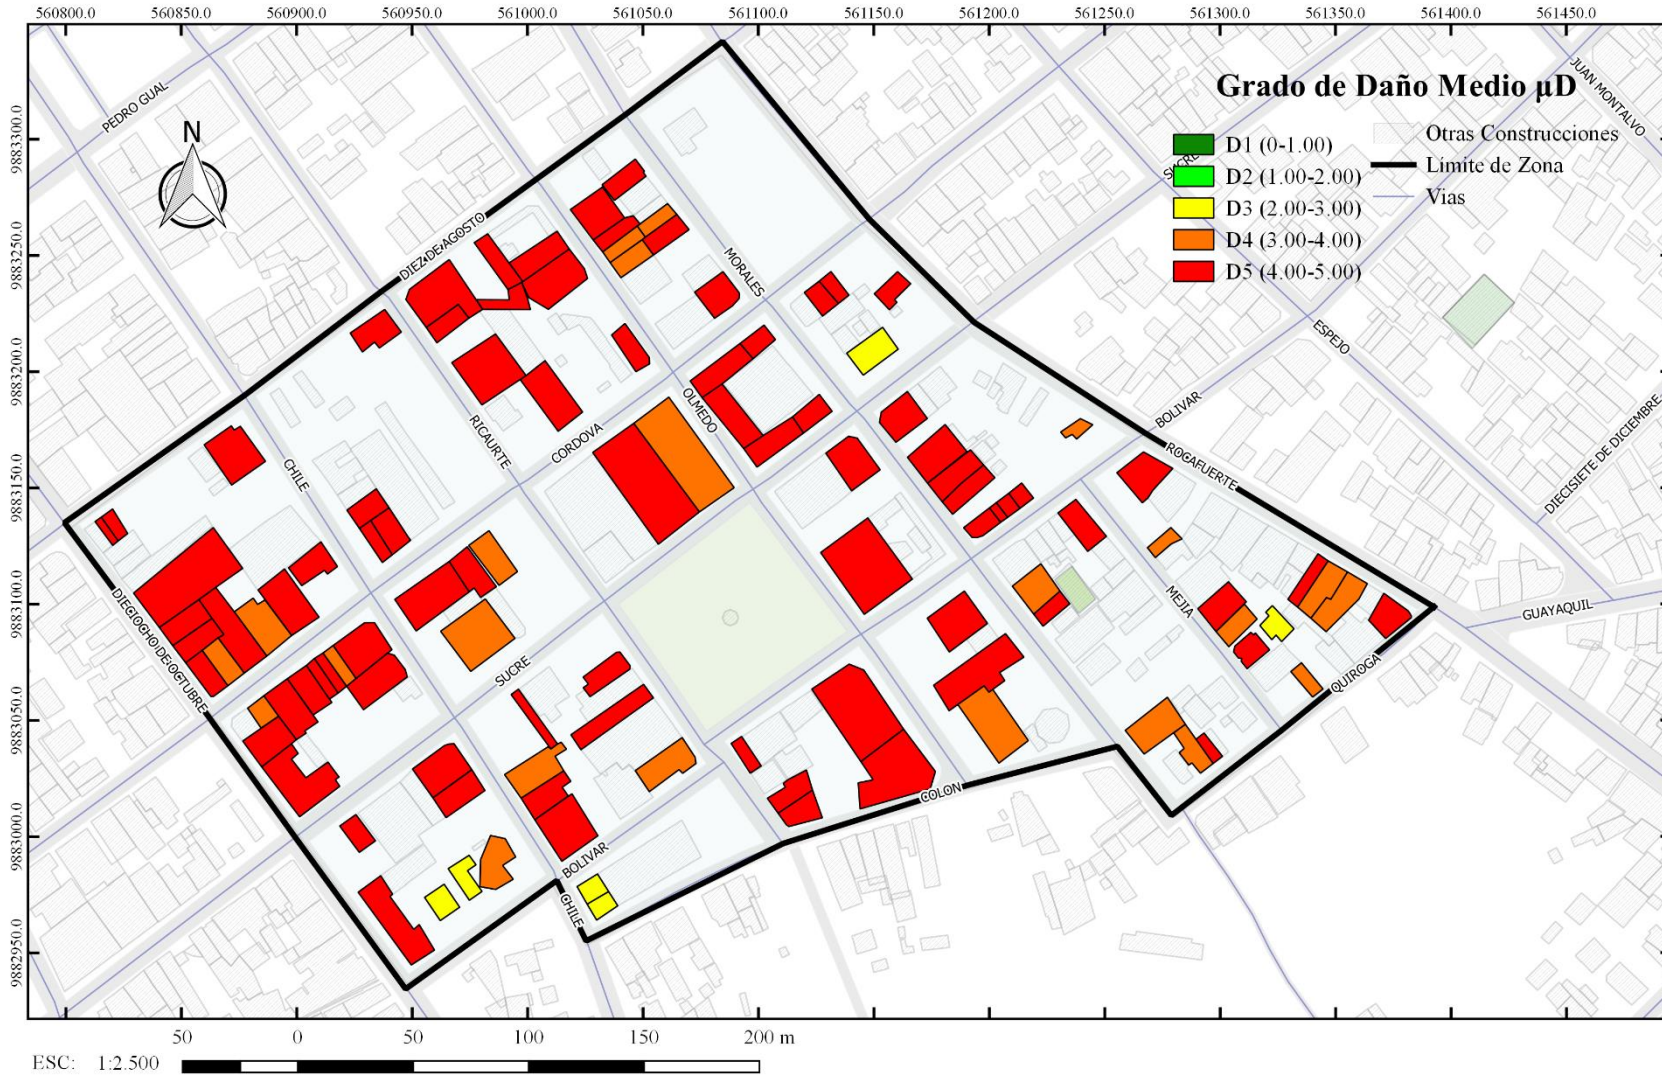 560800.0 560850.0 560900.0 560950.0 561000.0 561050.0 561100.0 561150.0 561200.0 561250.0 561300.0 561350.0 561400.0 561450.0
Grado de Daño Medio µD
D1 (0-1.00)
D2 (1.00-2.00)
D3 (2.00-3.00)
D4 (3.00-4.00)
D5 (4.00-5.00)
Otras Construcciones
Limite de Zona
Vias
N
9883300.0
9883250.0
9883200.0
9883150.0
9883100.0
9883050.0
9883000.0
9882950.0
PEDRO GUAL
JUAN MONTALVO
SUCRE
DIEZ DE AGOSTO
MORALES
ESPEJO
OLMEDO
BOLIVAR
DIECISIETE DE DICIEMBRE
RICAURTE
CORDOVA
ROCAFUERTE
CHILE
DIECIOCHO DE OCTUBRE
MEJIA
GUAYAQUIL
SUCRE
QUIROGA
COLON
BOLIVAR
CHILE
50 0 50 100 150 200 m
ESC: 1:2.500